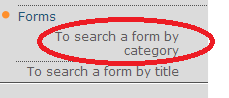 Forms
To search a form by
category
To search a form by title